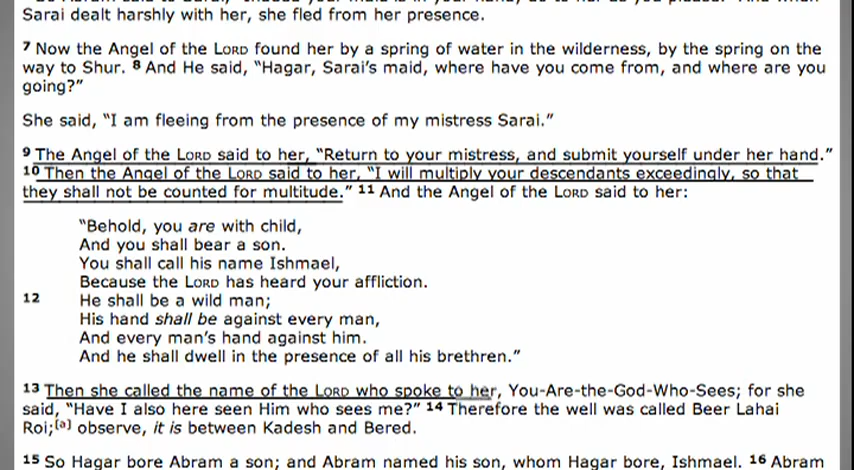 Sarai dealt harshly with her, she fled from her presence.
7 Now the Angel of the LORD found her by a spring of water in the wilderness, by the spring on the
way to Shur. 8 And He said, “Hagar, Sarai’s maid, where have you come from, and where are you
going?”
She said, “I am fleeing from the presence of my mistress Sarai.”
9 The Angel of the LORD said to her, “Return to your mistress, and submit yourself under her hand.”
10 Then the Angel of the LORD said to her, “I will multiply your descendants exceedingly, so that
they shall not be counted for multitude.” 11 And the Angel of the LORD said to her:
“Behold, you are with child,
And you shall bear a son.
You shall call his name Ishmael,
Because the LORD has heard your affliction.
12 He shall be a wild man;
His hand shall be against every man,
And every man’s hand against him.
And he shall dwell in the presence of all his brethren.”
13 Then she called the name of the LORD who spoke to her, You-Are-the-God-Who-Sees; for she
said, “Have I also here seen Him who sees me?” 14 Therefore the well was called Beer Lahai
Roi;[a] observe, it is between Kadesh and Bered.
15 So Hagar bore Abram a son; and Abram named his son, whom Hagar bore, Ishmael. 16 Abram